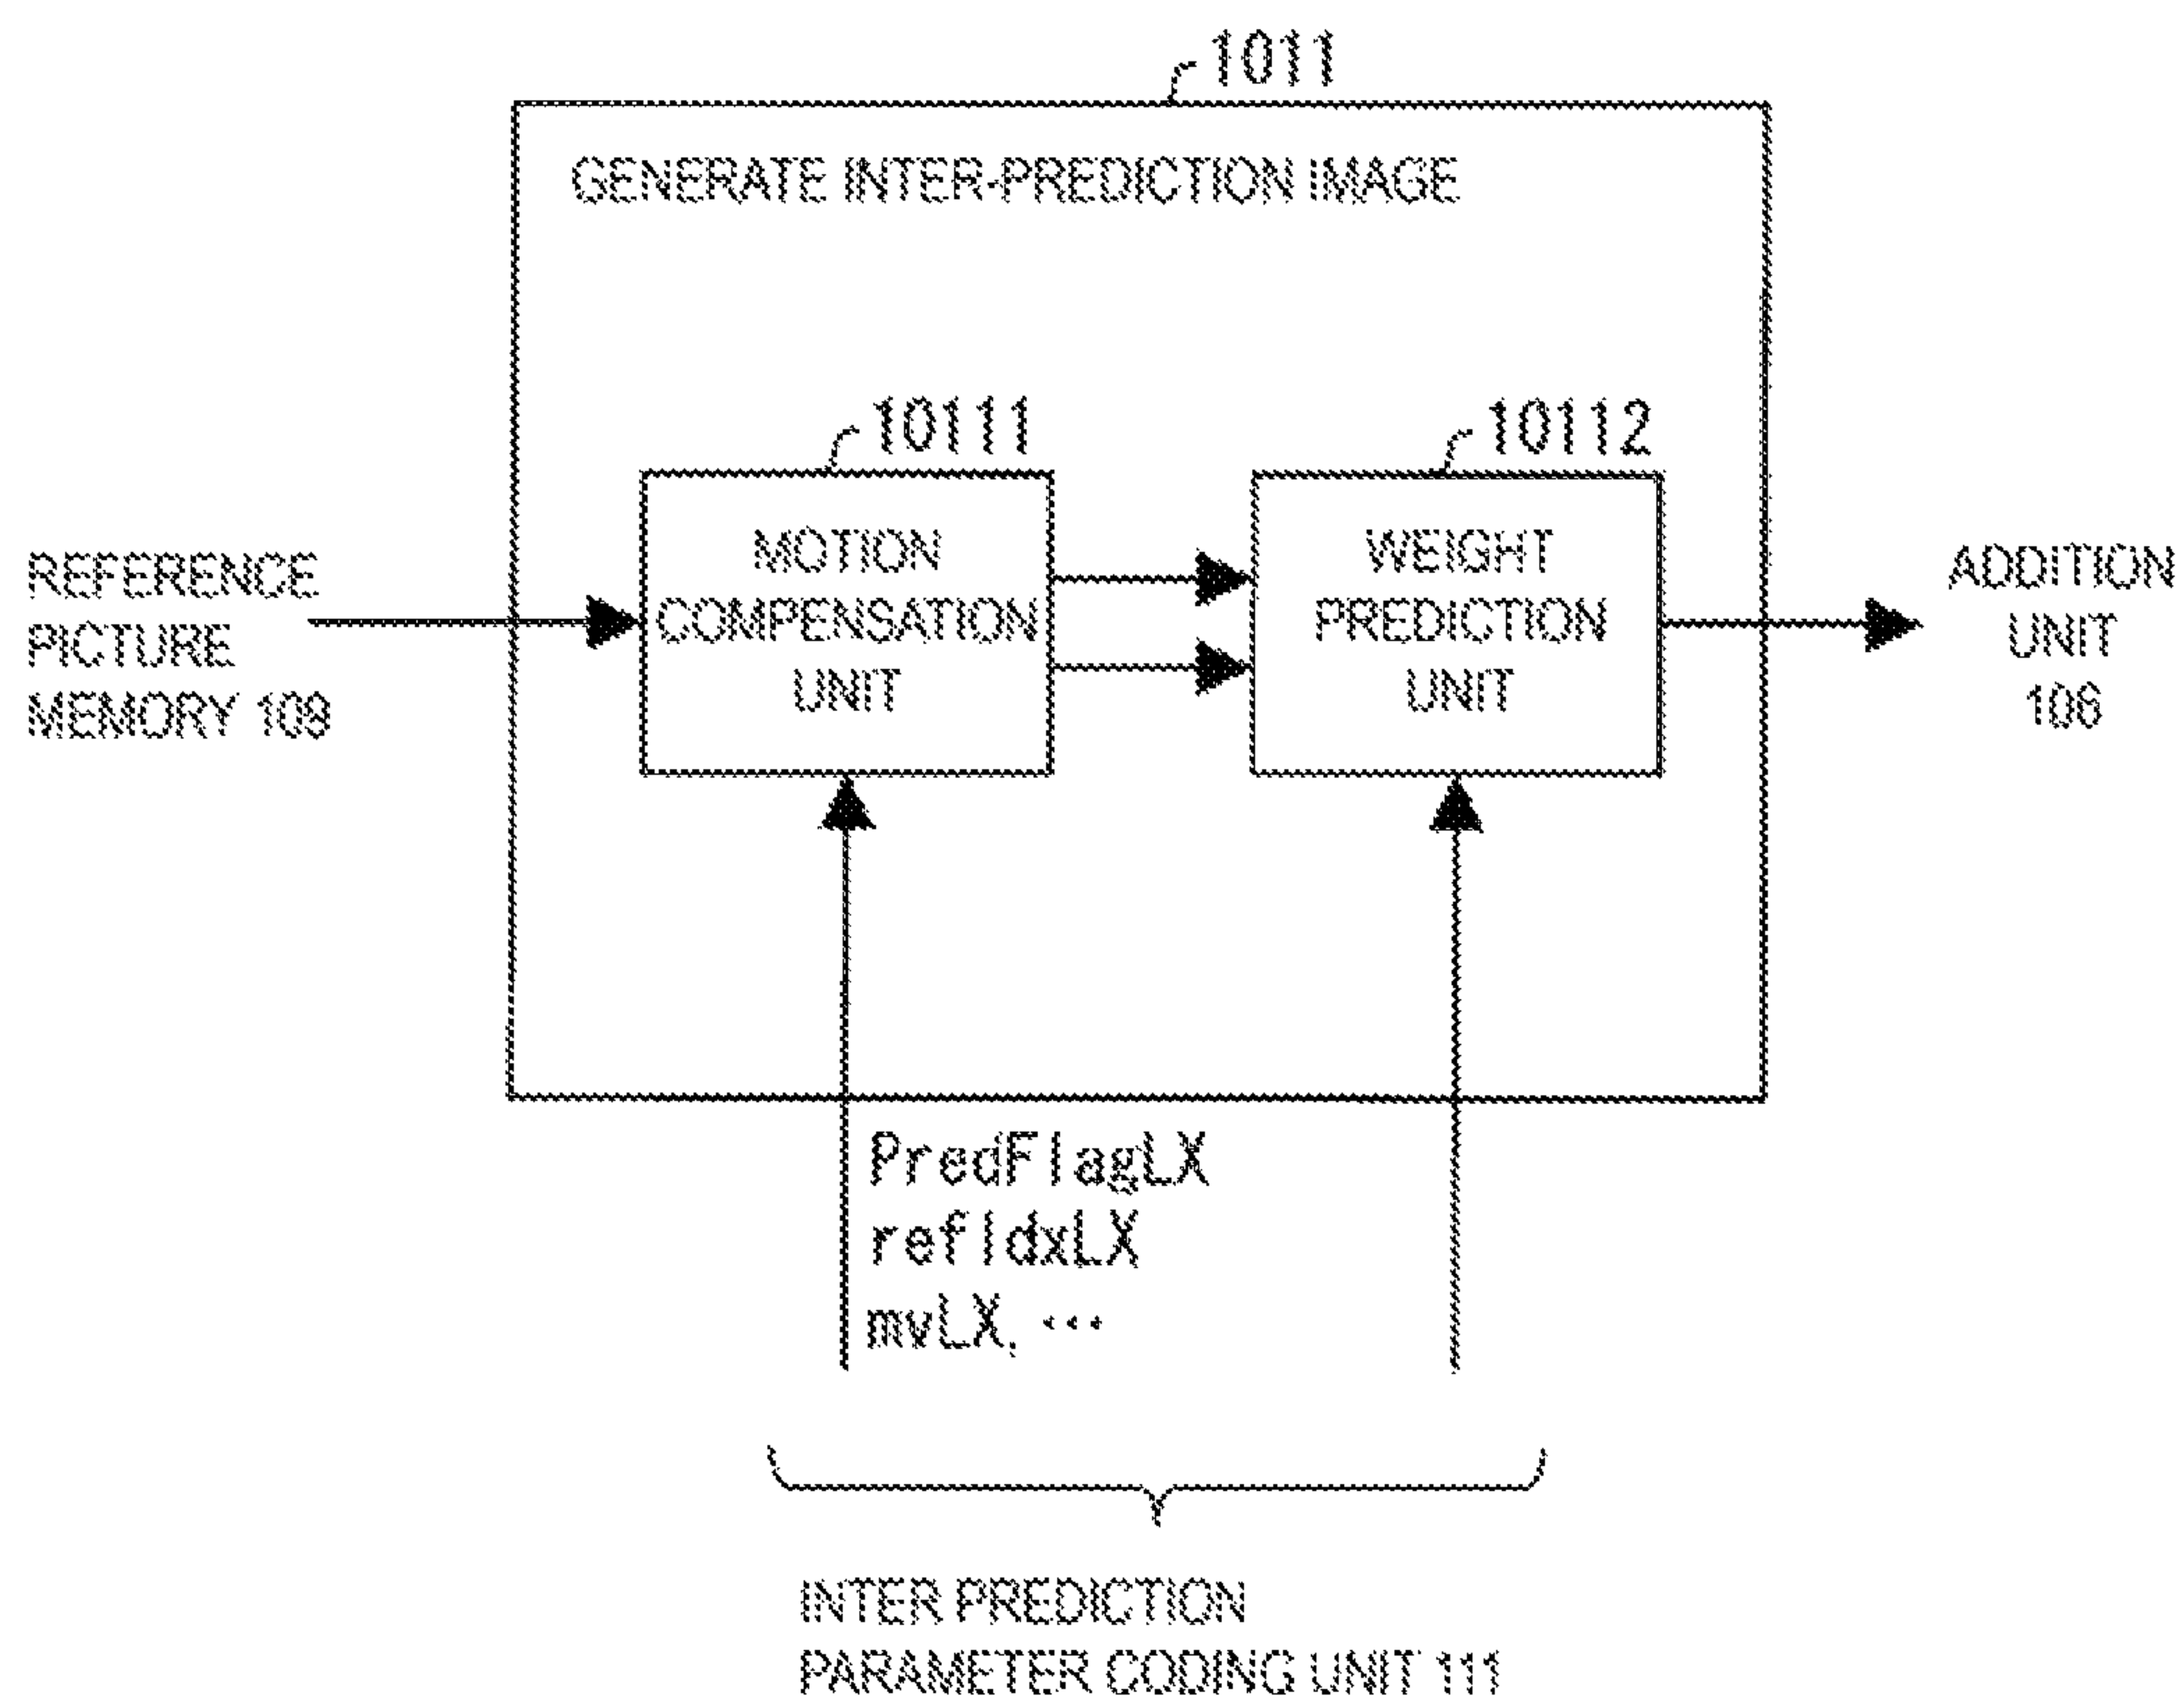 1011
GENERATE INTER-PREDICTION IMAGE
10111
10112
REFERENCE
PICTURE
MEMORY 109
MOTION
COMPENSATION
UNIT
WEIGHT
PREDICTION
UNIT
ADDITION
UNIT
106
PredFlagLX
refIdxLX
mvLX, ···
INTER PREDICTION
PARAMETER CODING UNIT 111